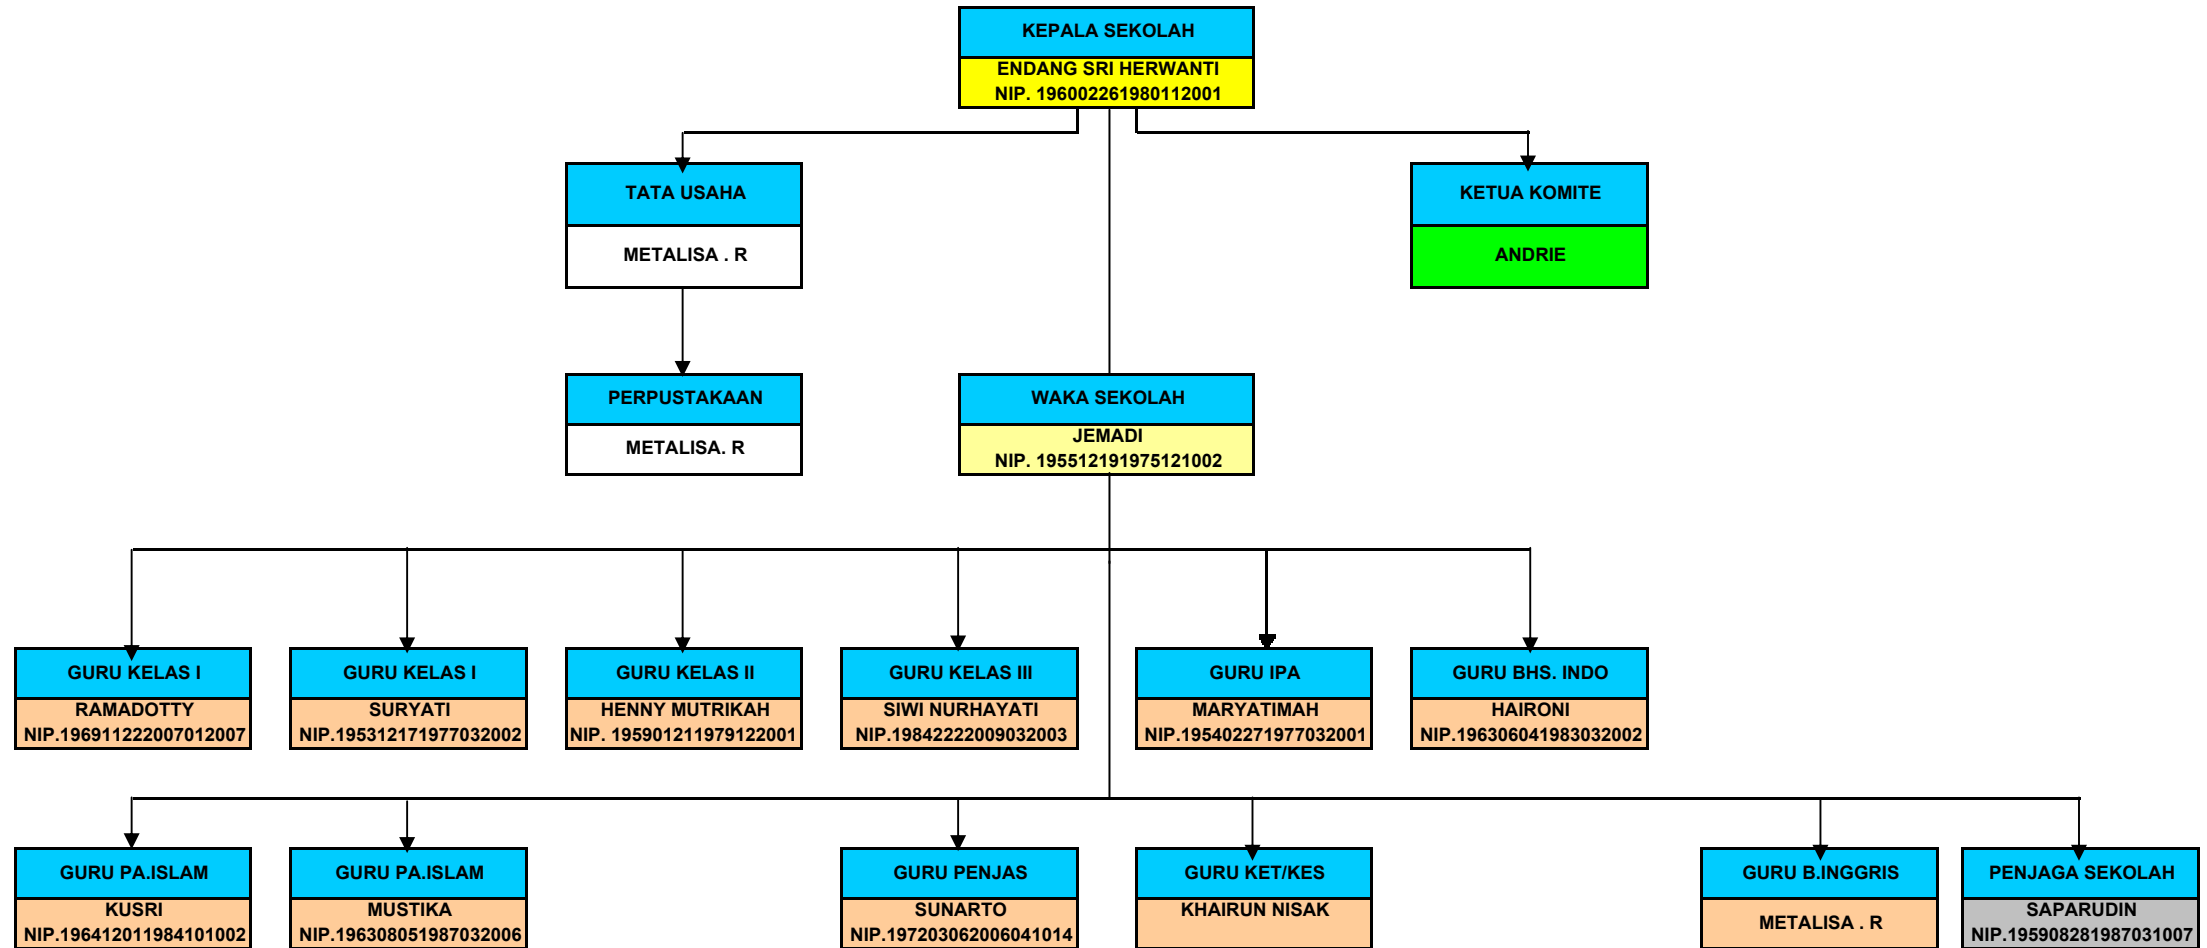 KEPALA SEKOLAH
ENDANG SRI HERWANTI
NIP. 196002261980112001
TATA USAHA
METALISA . R
KETUA KOMITE
ANDRIE
PERPUSTAKAAN
METALISA. R
WAKA SEKOLAH
JEMADI
NIP. 195512191975121002
GURU KELAS I
RAMADOTTY
NIP.196911222007012007
GURU KELAS I
SURYATI
NIP.195312171977032002
GURU KELAS II
HENNY MUTRIKAH
NIP. 195901211979122001
GURU KELAS III
SIWI NURHAYATI
NIP.19842222009032003
GURU IPA
MARYATIMAH
NIP.195402271977032001
GURU BHS. INDO
HAIRONI
NIP.196306041983032002
GURU PA.ISLAM
KUSRI
NIP.196412011984101002
GURU PA.ISLAM
MUSTIKA
NIP.196308051987032006
GURU PENJAS
SUNARTO
NIP.197203062006041014
GURU KET/KES
KHAIRUN NISAK
GURU B.INGGRIS
METALISA . R
PENJAGA SEKOLAH
SAPARUDIN
NIP.195908281987031007